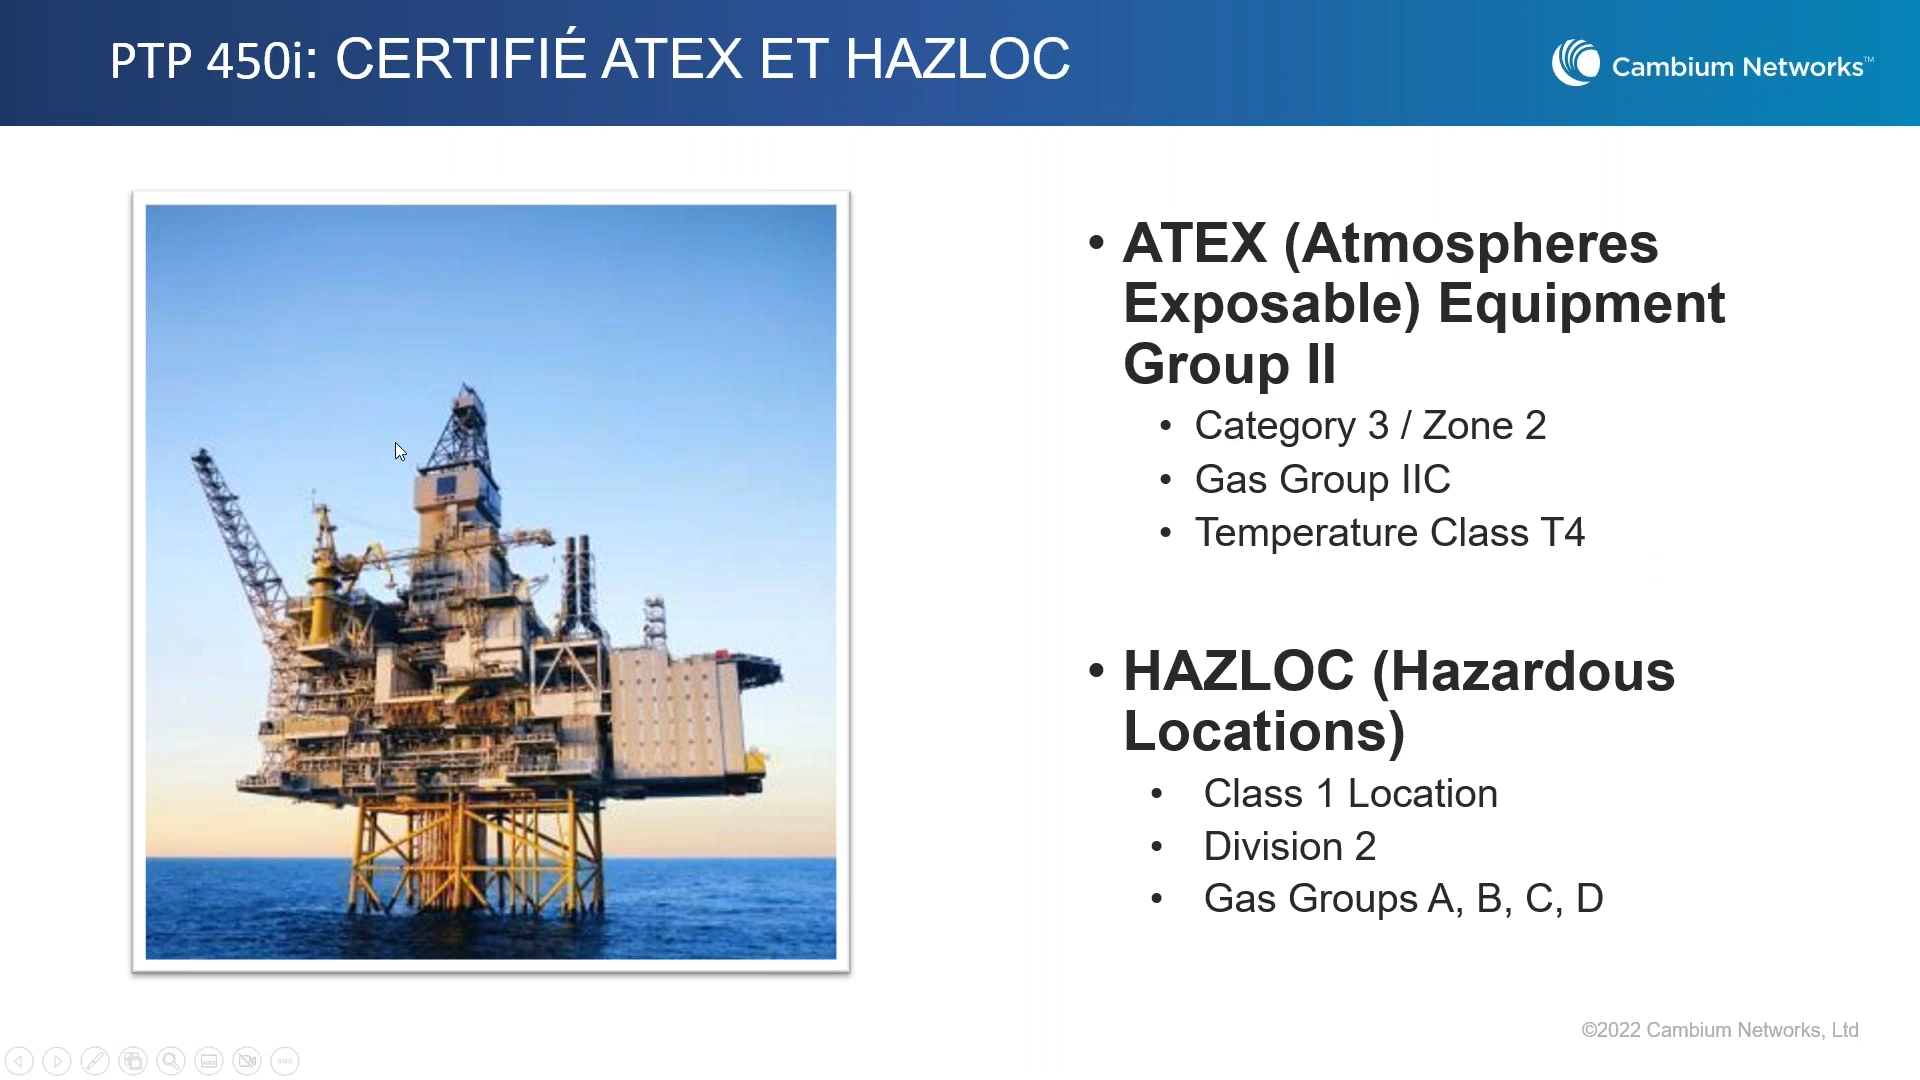 PTP 450i: CERTIFIÉ ATEX ET HAZLOC
Cambium Networks™
• ATEX (Atmospheres
Exposable) Equipment
Group II
• Category 3 / Zone 2
• Gas Group IIC
• Temperature Class T4
• HAZLOC (Hazardous
Locations)
• Class 1 Location
• Division 2
• Gas Groups A, B, C, D
©2022 Cambium Networks, Ltd